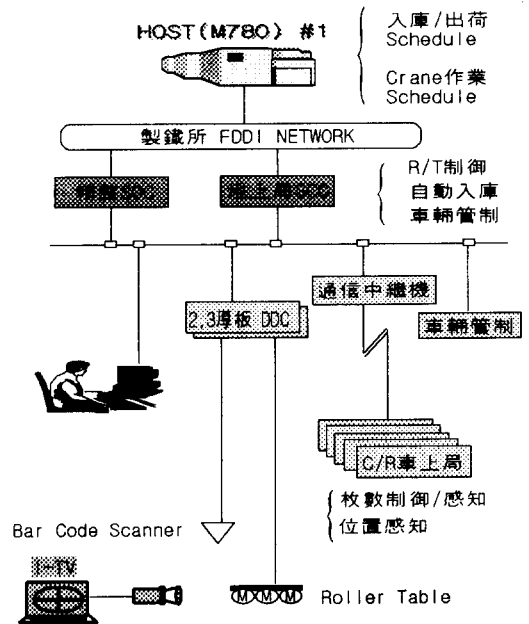 HOST(M780) #1
入庫/出荷
Schedule
Crane作業
Schedule
製鐵所 FDDI NETWORK
R/T制御
自動入庫
車輛管制
通信中繼機
2,3厚板 DDC
車輛管制
C/R車上局
枚數制御/感知
位置感知
Bar Code Scanner
I-TV
M M M
Roller Table